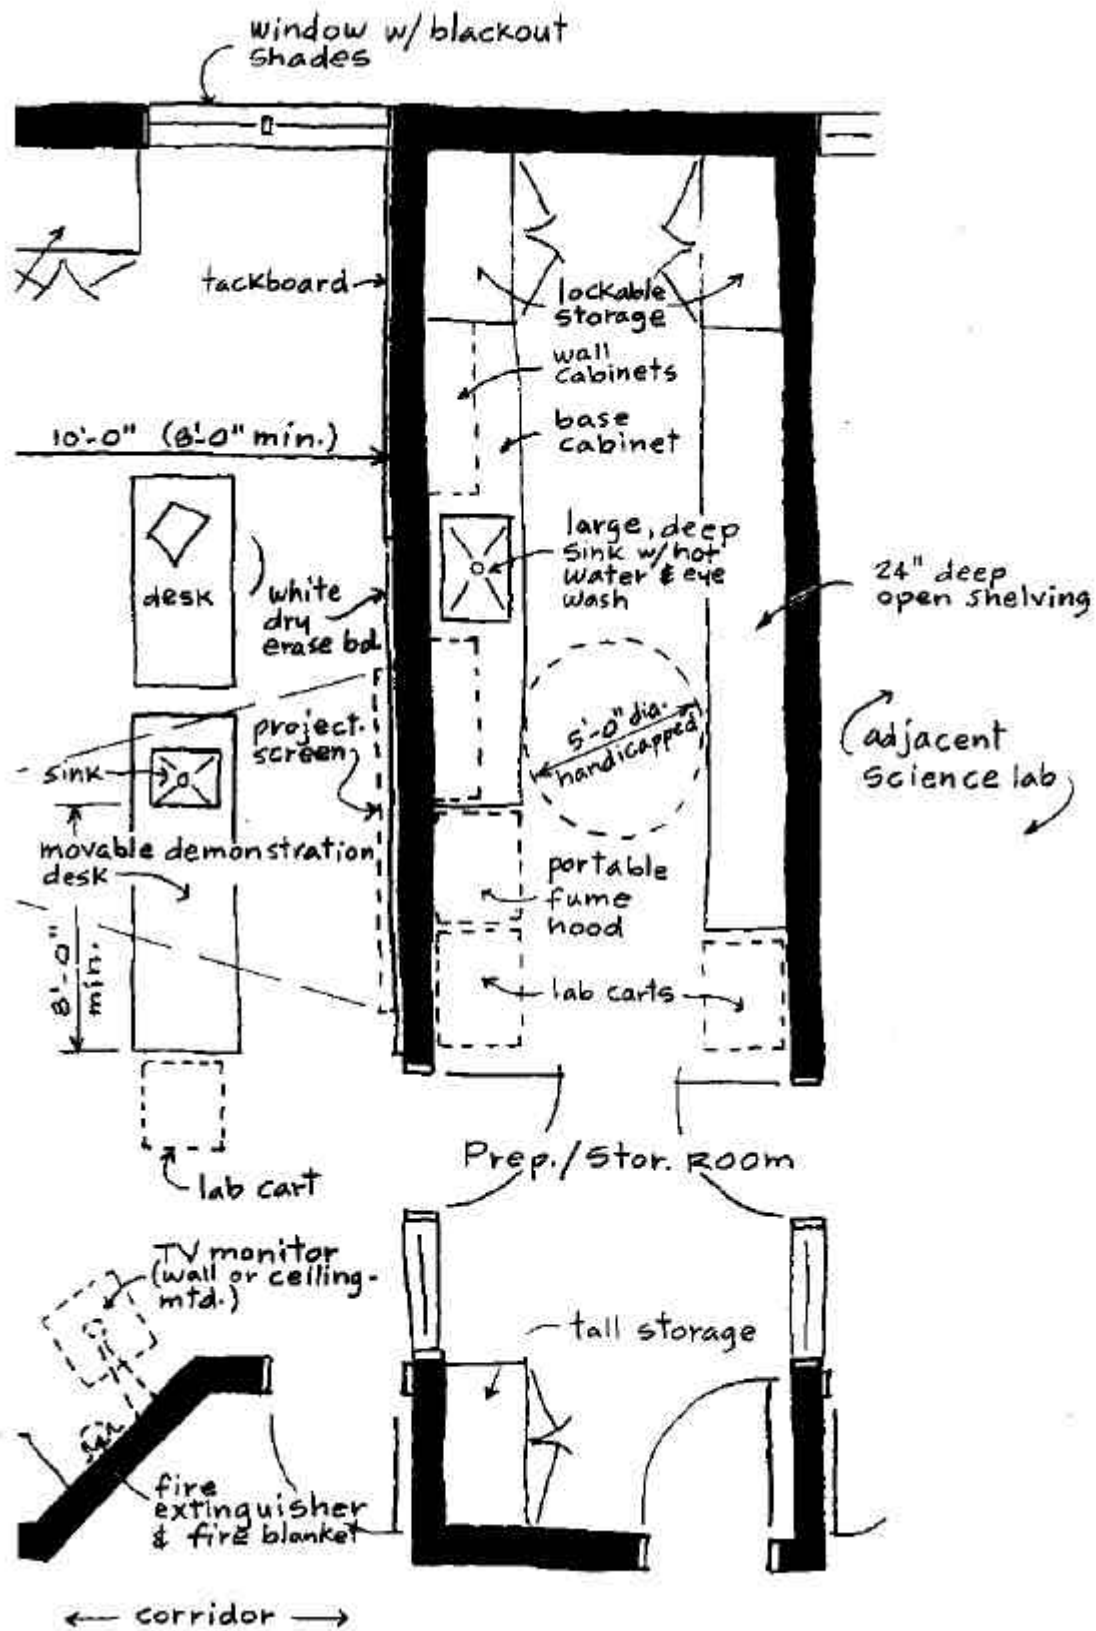 window w/ blackout
shades
tackboard
lockable
storage
wall
cabinets
base
cabinet
10'-0" (8'-0" min.)
large, deep
sink w/ hot
water & eye
wash
desk
white
dry
erase bd.
24" deep
open shelving
5'-0" dia.
handicapped
project.
screen
sink
adjacent
science lab
movable demonstration
desk
8'-0"
min.
portable
fume
hood
lab carts
Prep./Stor. Room
lab cart
TV monitor
(wall or ceiling-
mtd.)
tall storage
fire
extinguisher
& fire blanket
corridor